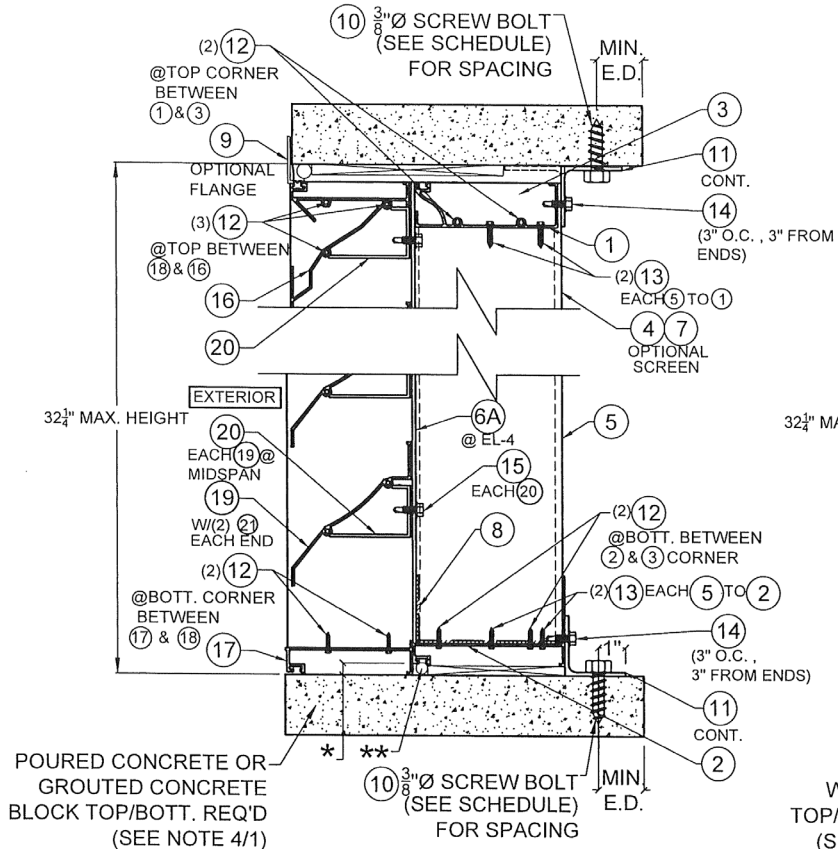 ⑩ 3/8"Ø SCREW BOLT
(SEE SCHEDULE)
FOR SPACING
MIN.
E.D.
(2) ⑫
@TOP CORNER
BETWEEN
① & ③
③
⑨
OPTIONAL
FLANGE
⑪
CONT.
(3) ⑫
@TOP BETWEEN
⑱ & ⑯
⑭
(3" O.C. , 3" FROM
ENDS)
①
(2) ⑬
EACH ⑤ TO ①
⑯
④ ⑦
OPTIONAL
SCREEN
⑳
EXTERIOR
32¼" MAX. HEIGHT
6A
@ EL-4
⑤
32¼" MA
⑳
EACH ⑲ @
MIDSPAN
⑮
EACH ⑳
⑲
W/(2) ㉑
EACH END
⑧
(2) ⑫
@BOTT. BETWEEN
② & ③ CORNER
(2) ⑫
@BOTT. CORNER
BETWEEN
⑰ & ⑱
(2) ⑬ EACH ⑤ TO ②
⑭
(3" O.C. ,
3" FROM ENDS)
1"
⑰
⑪
CONT.
②
* **
POURED CONCRETE OR
GROUTED CONCRETE
BLOCK TOP/BOTT. REQ'D
(SEE NOTE 4/1)
⑩ 3/8"Ø SCREW BOLT
(SEE SCHEDULE)
FOR SPACING
MIN.
E.D.
W
TOP/
(S